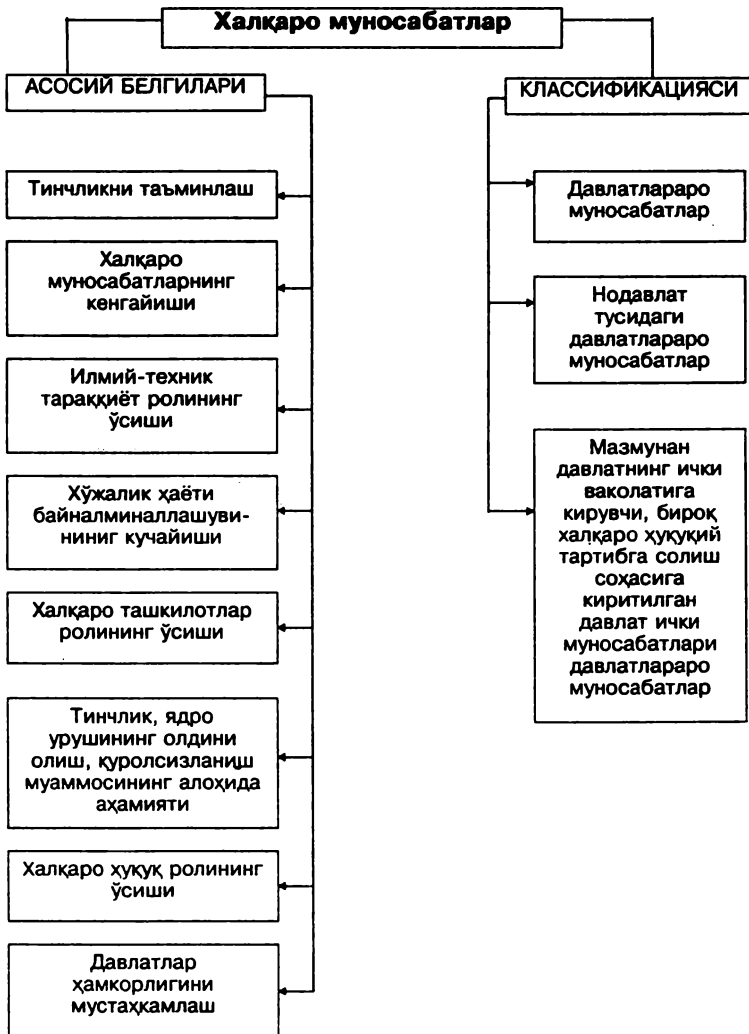 Халқаро муносабатлар
АСОСИЙ БЕЛГИЛАРИ
Тинчликни таъминлаш
Халқаро
муносабатларнинг
кенгайиши
Илмий-техник
тараққиёт ролининг
ўсиши
Хўжалик ҳаёти
байналминаллашуви-
нинig кучайиши
Халқаро ташкилотлар
ролининг ўсиши
Тинчлик, ядро
урушининг олдини
олиш, қуролсизланиш
муаммосининг алоҳида
аҳамияти
Халқаро ҳуқуқ ролининг
ўсиши
Давлатлар
ҳамкорлигини
мустаҳкамлаш
КЛАССИФИКАЦИЯСИ
Давлатлараро
муносабатлар
Нодавлат
тусидаги
давлатлараро
муносабатлар
Мазмунан
давлатнинг ички
ваколатига
кирувчи, бироқ
халқаро ҳуқуқий
тартибга солиш
соҳасига
киритилган
давлат ички
муносабатлари
давлатлараро
муносабатлар